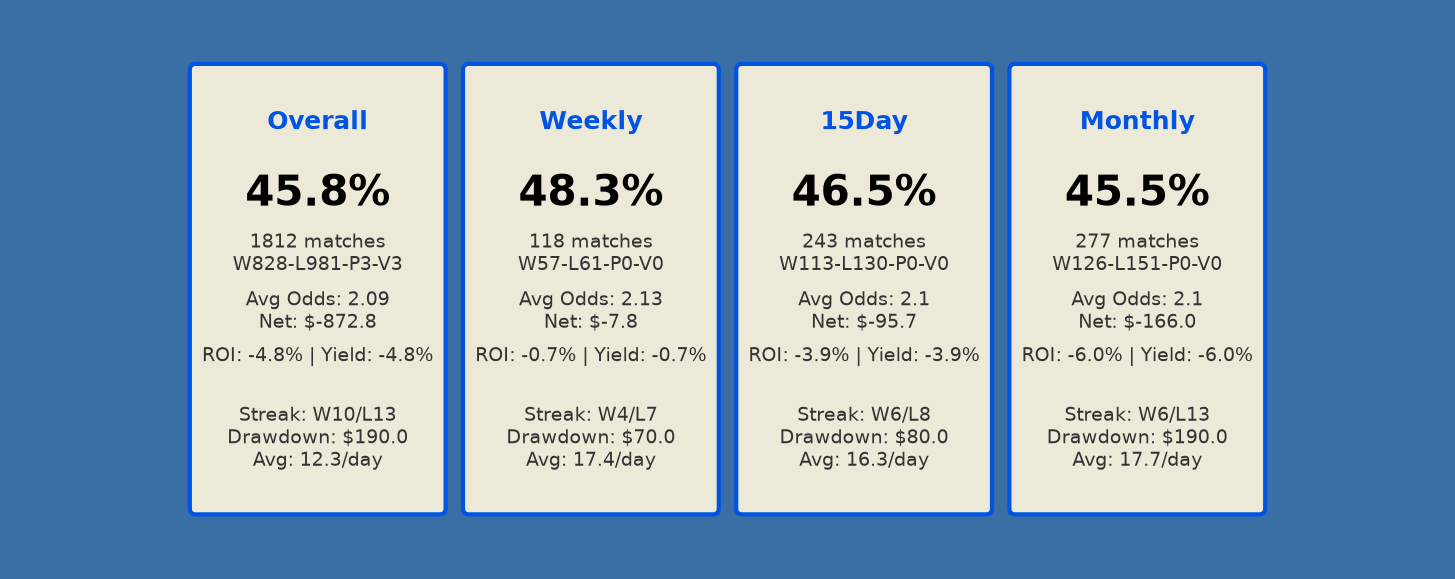 Overall
45.8%
1812 matches
W828-L981-P3-V3
Avg Odds: 2.09
Net: $-872.8
ROI: -4.8% | Yield: -4.8%
Streak: W10/L13
Drawdown: $190.0
Avg: 12.3/day
Weekly
48.3%
118 matches
W57-L61-P0-V0
Avg Odds: 2.13
Net: $-7.8
ROI: -0.7% | Yield: -0.7%
Streak: W4/L7
Drawdown: $70.0
Avg: 17.4/day
15Day
46.5%
243 matches
W113-L130-P0-V0
Avg Odds: 2.1
Net: $-95.7
ROI: -3.9% | Yield: -3.9%
Streak: W6/L8
Drawdown: $80.0
Avg: 16.3/day
Monthly
45.5%
277 matches
W126-L151-P0-V0
Avg Odds: 2.1
Net: $-166.0
ROI: -6.0% | Yield: -6.0%
Streak: W6/L13
Drawdown: $190.0
Avg: 17.7/day